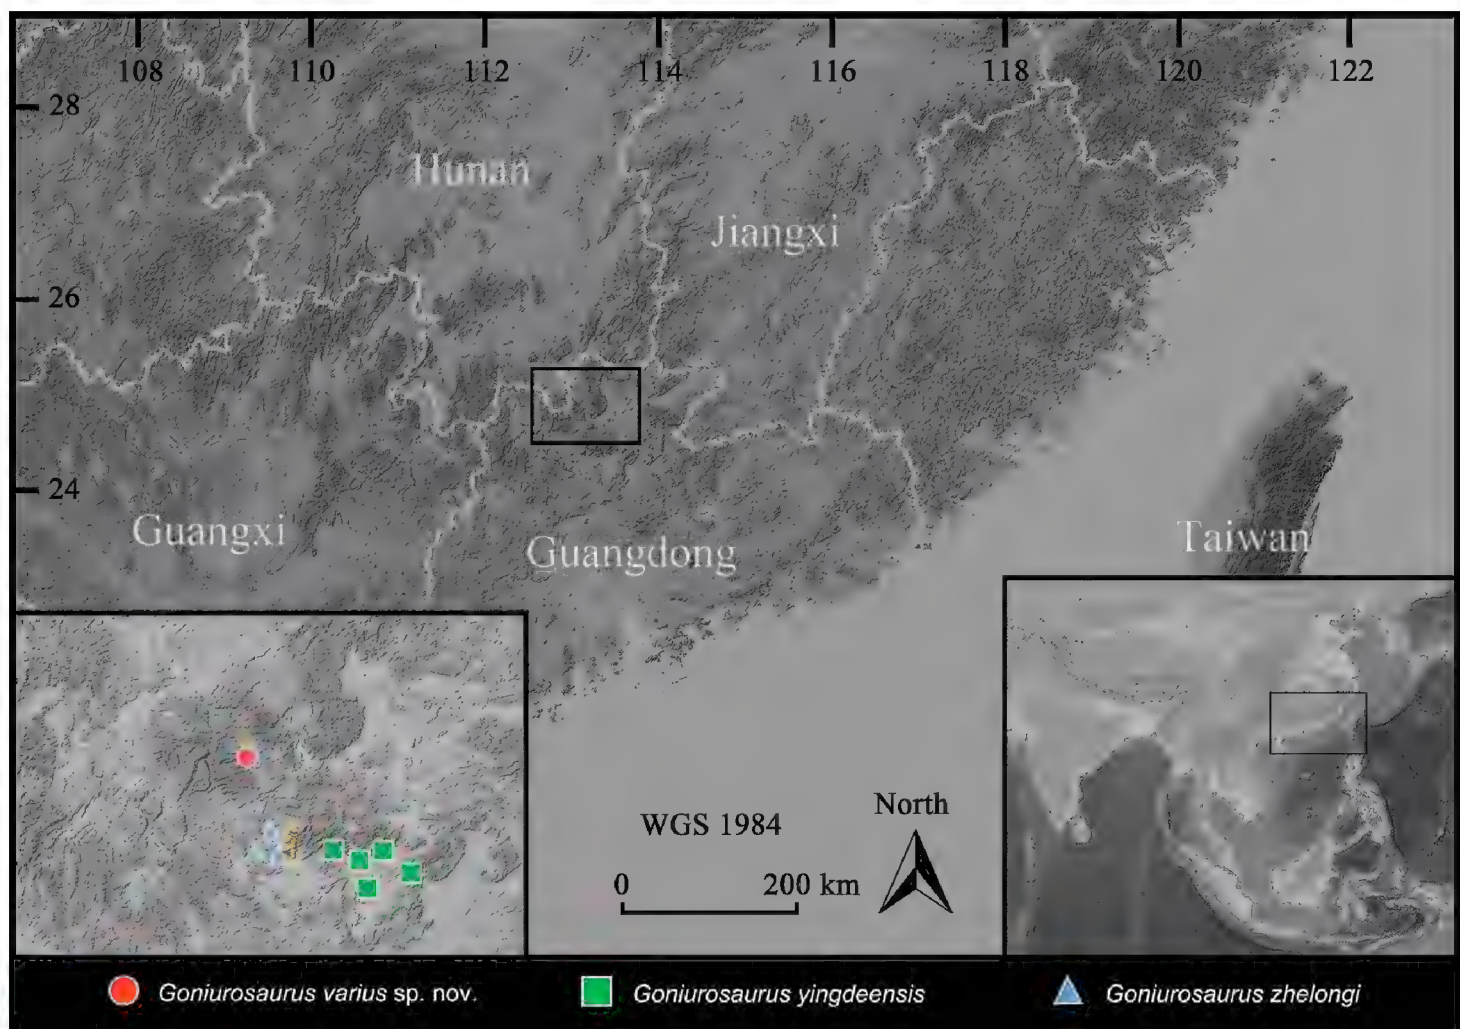 108 110 112 114 116 118 120 122
28
Hunan
Jiangxi
26
24
Guangxi
Guangdong
Taiwan
North
WGS 1984
0 200 km
Goniurosaurus varius sp. nov. Goniurosaurus yingdeensis Goniurosaurus zhelongi